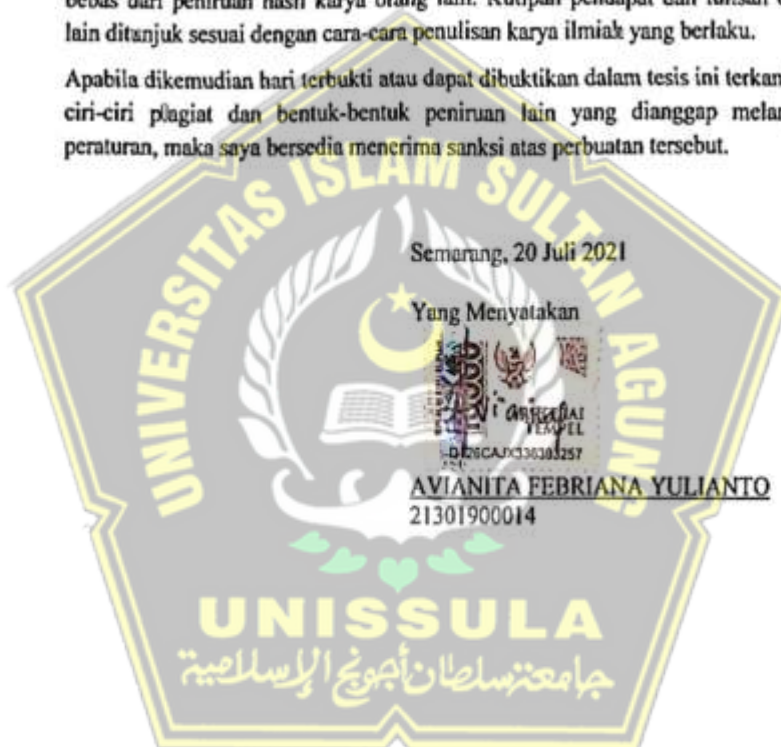 bebas dari peniruan hasil karya orang lain. Kutipan pendapat dan tulisan
lain ditanjuk sesuai dengan cara-cara penulisan karya ilmiah yang berlaku.
Apabila dikemudian hari terbukti atau dapat dibuktikan dalam tesis ini terkan
ciri-ciri plagiat dan bentuk-bentuk peniruan lain yang dianggap melan
peraturan, maka saya bersedia menerima sanksi atas perbuatan tersebut.
UNIVERSITAS ISLAM SULTAN AGUNG
Semarang, 20 Juli 2021
Yang Menyatakan
TEMPEL
AVIANITA FEBRIANA YULIANTO
21301900014
UNISSULA
جامعة سلطان أجونج الإسلامية